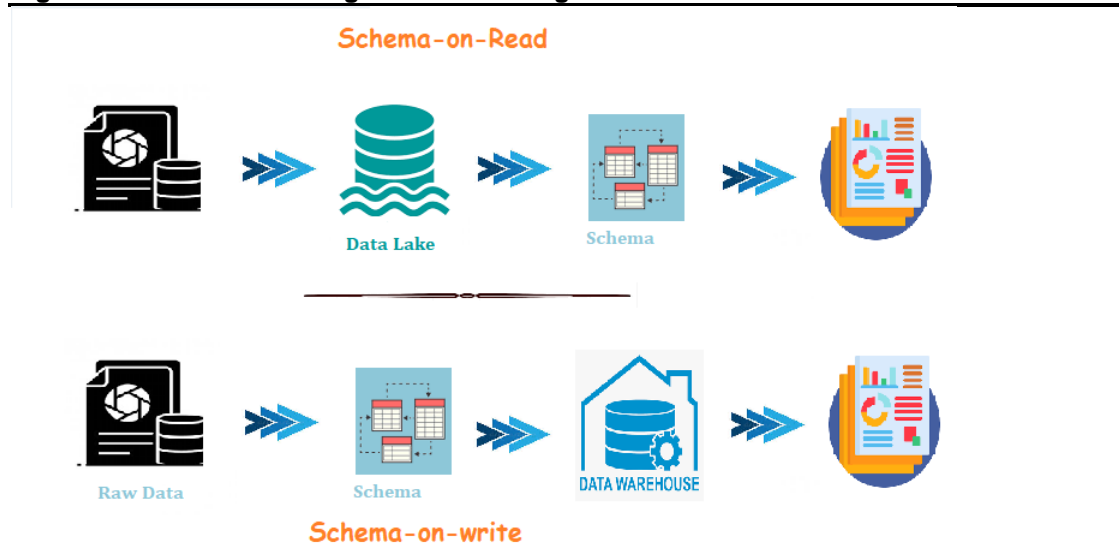 Schema-on-Read
Data Lake
Schema
Raw Data
Schema
DATA WAREHOUSE
Schema-on-write